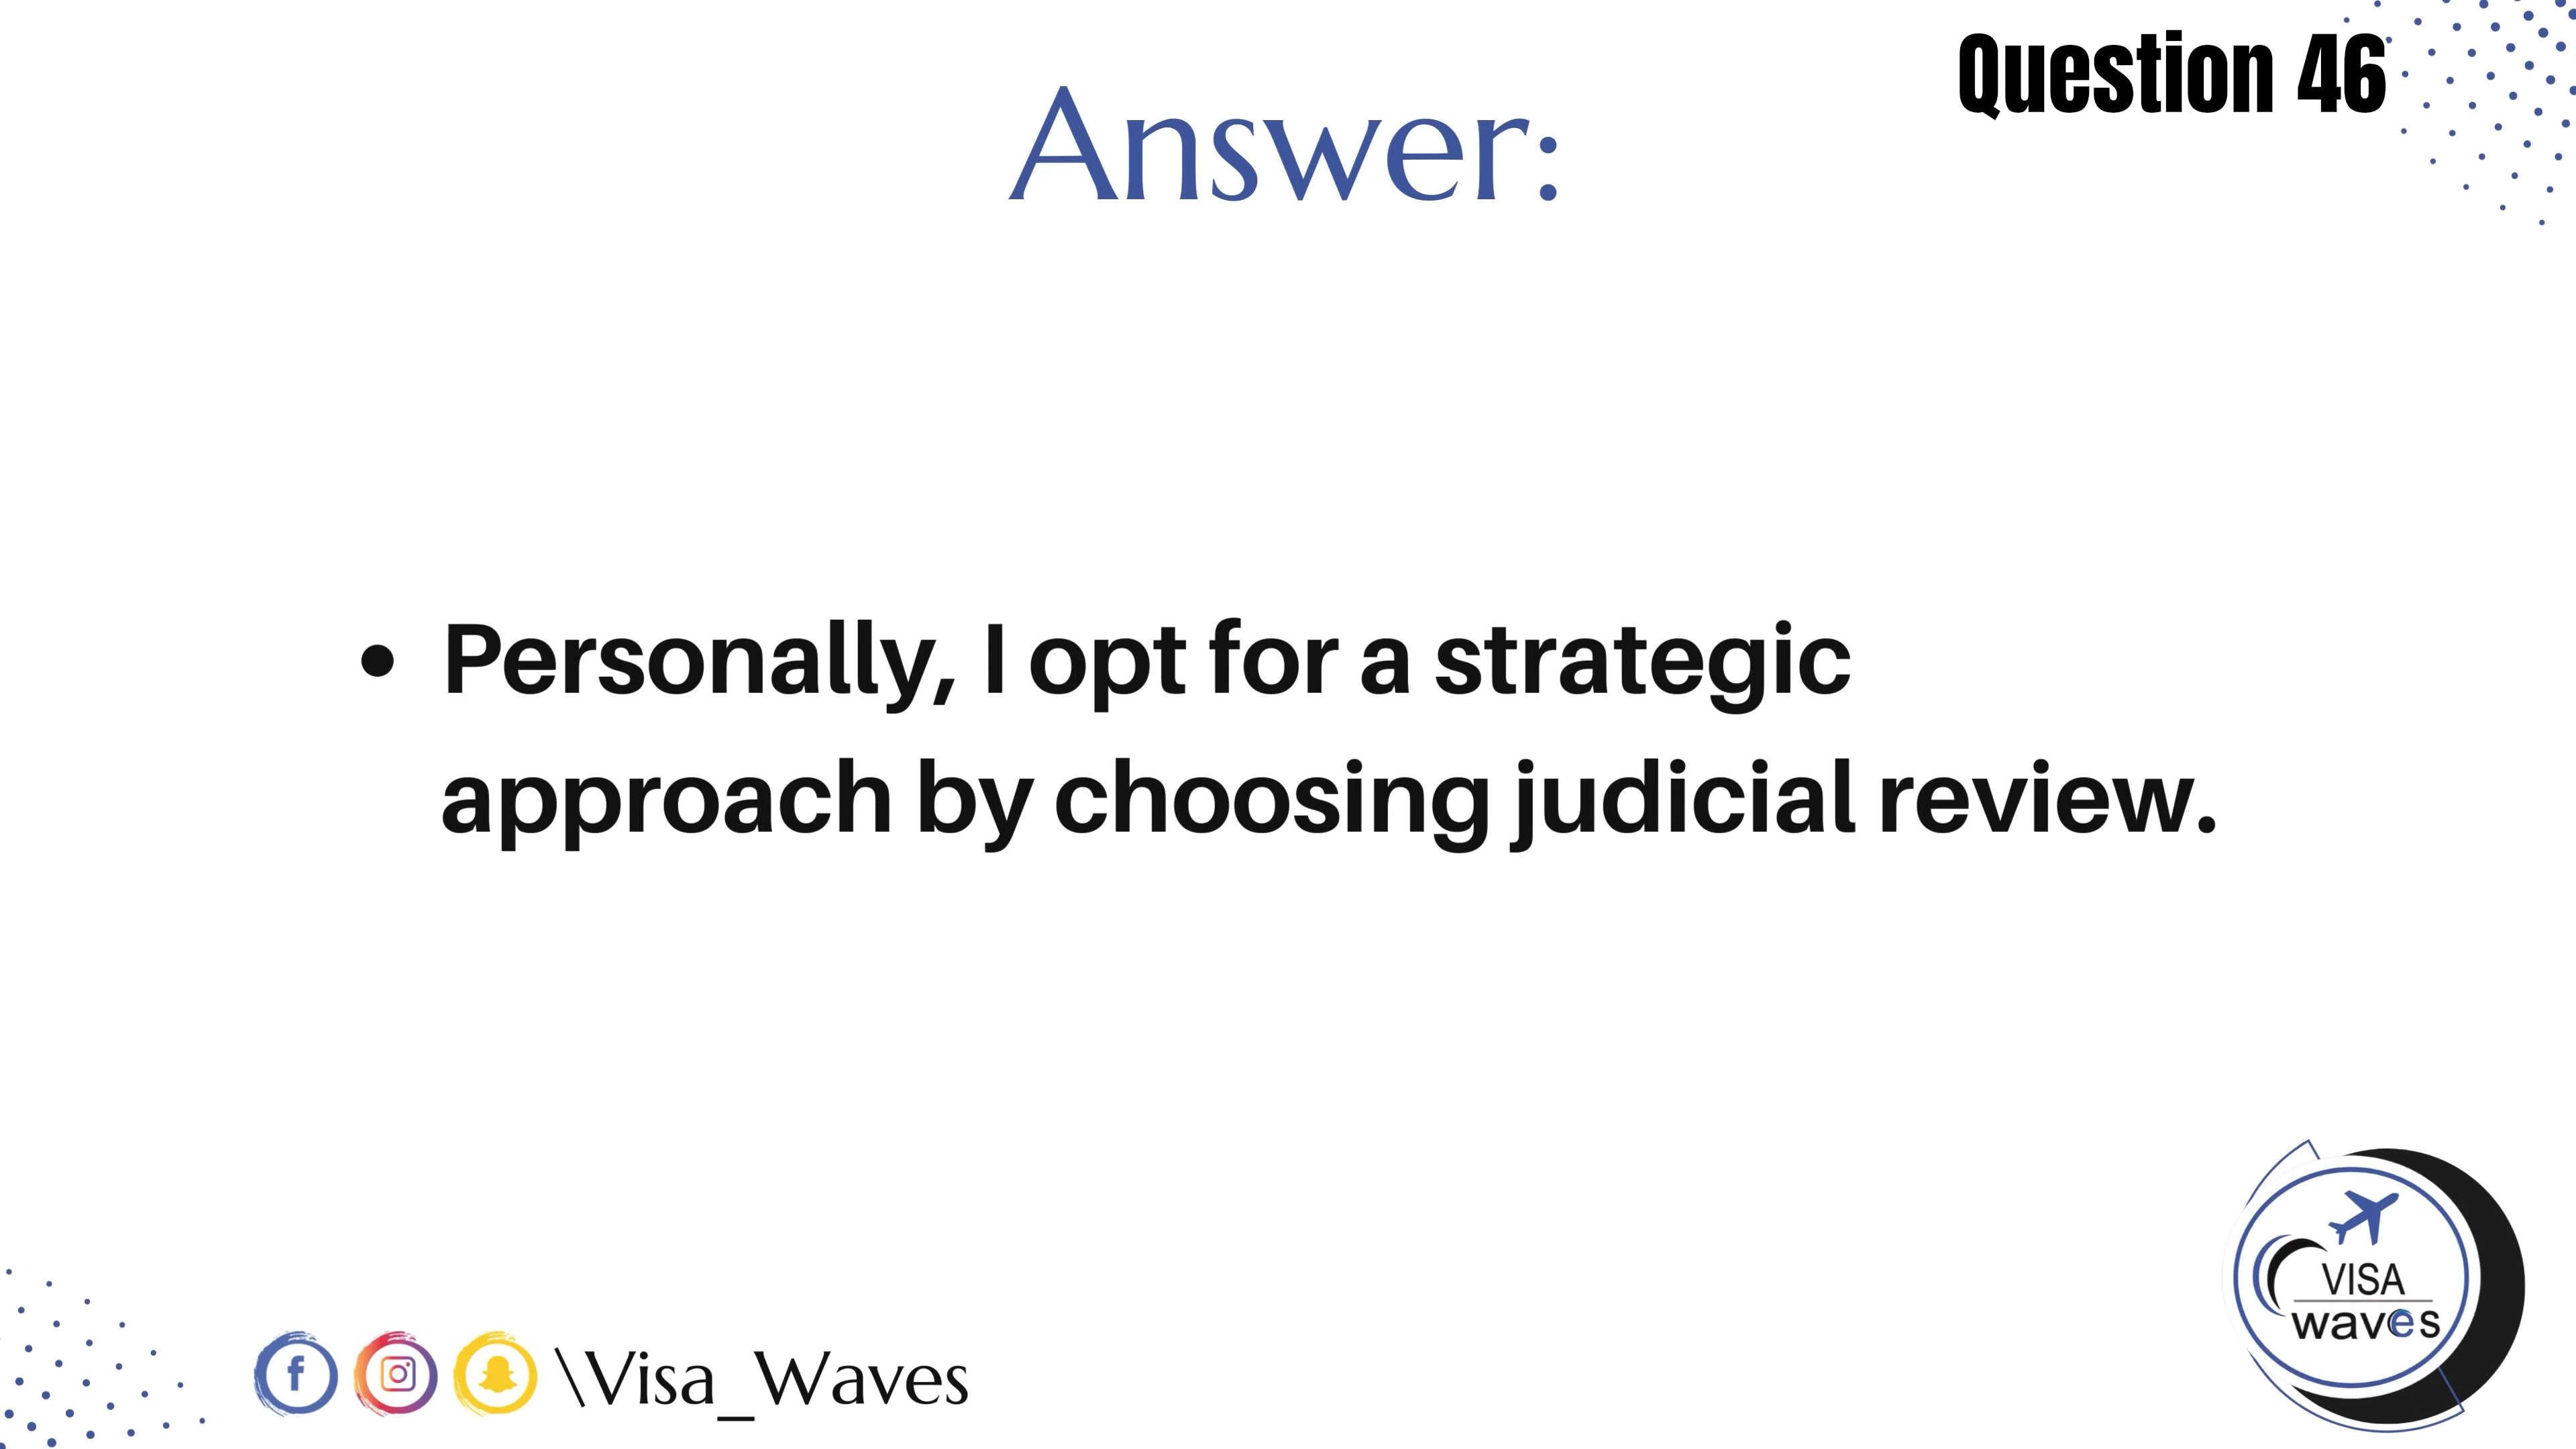 Question 46
Answer:
• Personally, I opt for a strategic
approach by choosing judicial review.
\Visa_Waves
VISA
waves